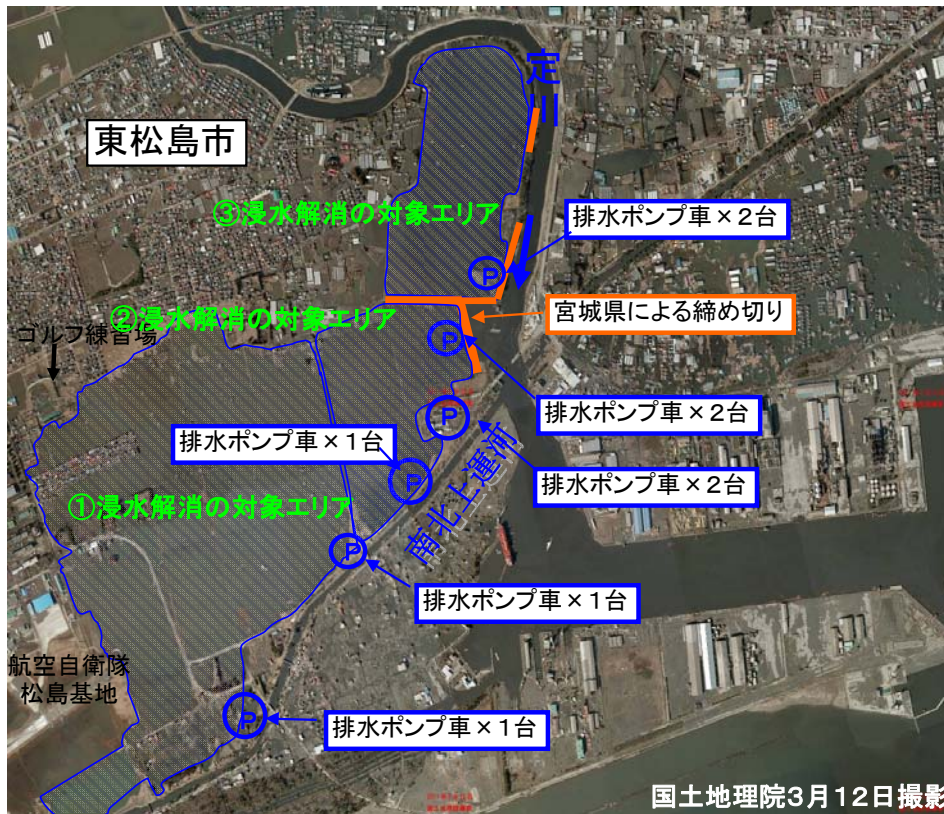 定川
東松島市
③浸水解消の対象エリア
排水ポンプ車×2台
P
②浸水解消の対象エリア
宮城県による締め切り
ゴルフ練習場
P
排水ポンプ車×2台
P
排水ポンプ車×1台
南北上運河
排水ポンプ車×2台
P
①浸水解消の対象エリア
P
排水ポンプ車×1台
航空自衛隊
松島基地
P
排水ポンプ車×1台
国土地理院3月12日撮影